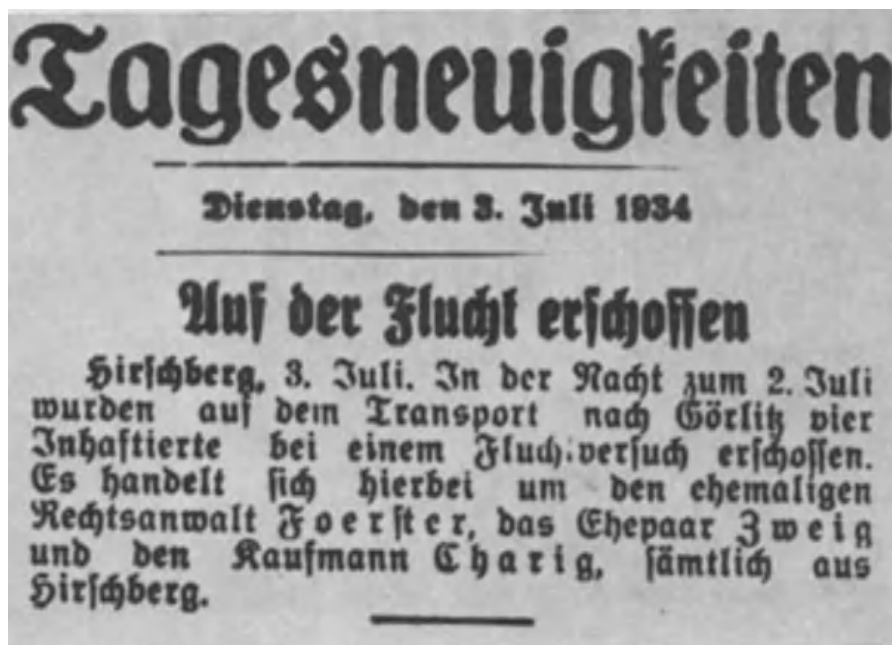 Tagesneuigkeiten
Dienstag, den 3. Juli 1934
Auf der Flucht erschossen
Hirschberg, 3. Juli. In der Nacht zum 2. Juli
wurden auf dem Transport nach Görlitz vier
Inhaftierte bei einem Fluchtversuch erschossen.
Es handelt sich hierbei um den ehemaligen
Rechtsanwalt Foerster, das Ehepaar Zweig
und den Kaufmann Charig, sämtlich aus
Hirschberg.